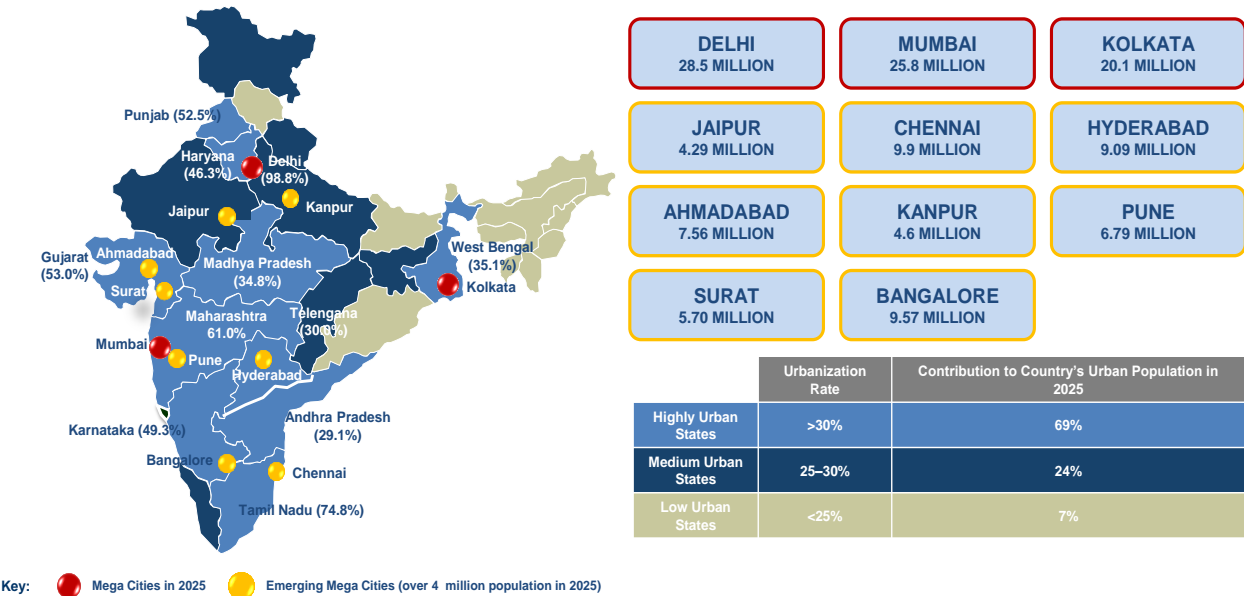 Punjab (52.5%)
Haryana
(46.3%)
Delhi
(98.8%)
Jaipur
Kanpur
Gujarat
(53.0%)
Ahmadabad
Surat
Madhya Pradesh
(34.8%)
West Bengal
(35.1%)
Kolkata
Maharashtra
61.0%
Telengana
Mumbai
Pune
Hyderabad
Karnataka (49.3%)
Andhra Pradesh
(29.1%)
Bangalore
Chennai
Tamil Nadu (74.8%)
Key:
Mega Cities in 2025
Emerging Mega Cities (over 4 million population in 2025)
DELHI
28.5 MILLION
MUMBAI
25.8 MILLION
KOLKATA
20.1 MILLION
JAIPUR
4.29 MILLION
CHENNAI
9.9 MILLION
HYDERABAD
9.09 MILLION
AHMADABAD
7.56 MILLION
KANPUR
4.6 MILLION
PUNE
6.79 MILLION
SURAT
5.70 MILLION
BANGALORE
9.57 MILLION
Urbanization
Rate
Contribution to Country's Urban Population in
2025
Highly Urban
States
>30%
69%
Medium Urban
States
25–30%
24%
Low Urban
States
<25%
7%